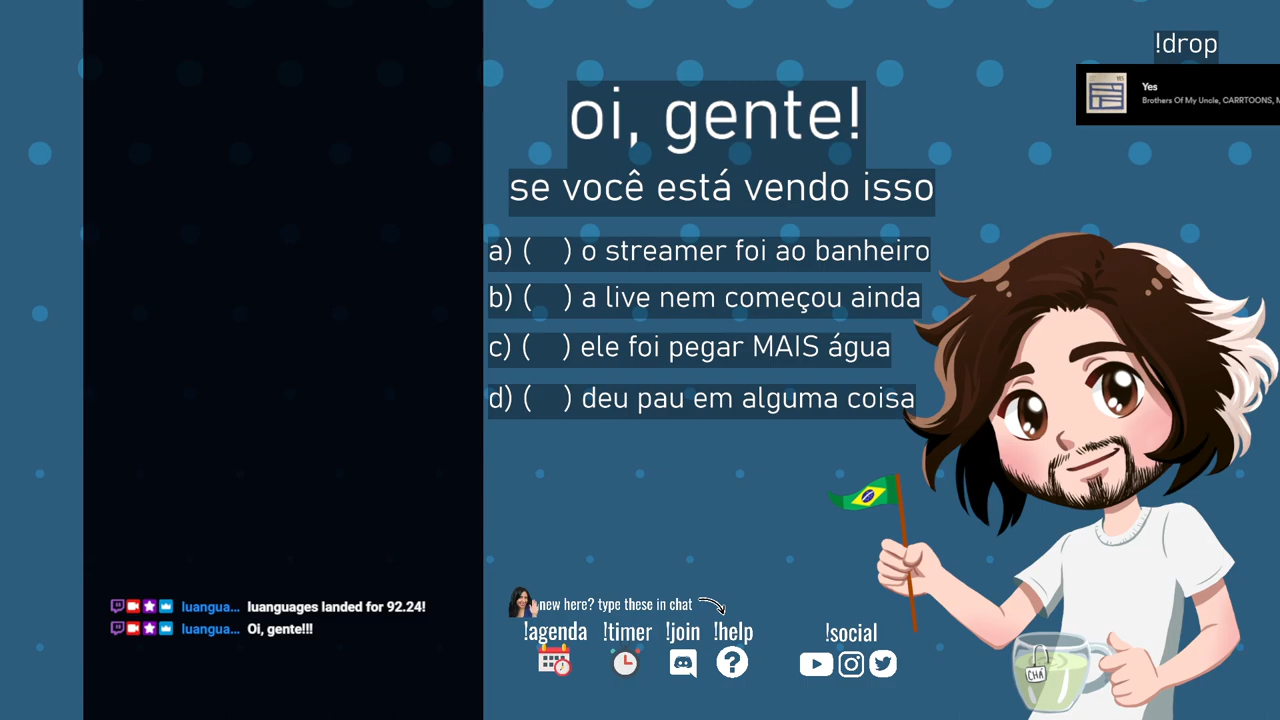 !drop
Yes
Brothers Of My Uncle, CARRTOONS, M
oi, gente!
se você está vendo isso
a) (    ) o streamer foi ao banheiro
b) (    ) a live nem começou ainda
c) (    ) ele foi pegar MAIS água
d) (    ) deu pau em alguma coisa
luangua... luanguages landed for 92.24!
luangua... Oi, gente!!!
new here? type these in chat
!agenda !timer !join !help
!social
CHÁ